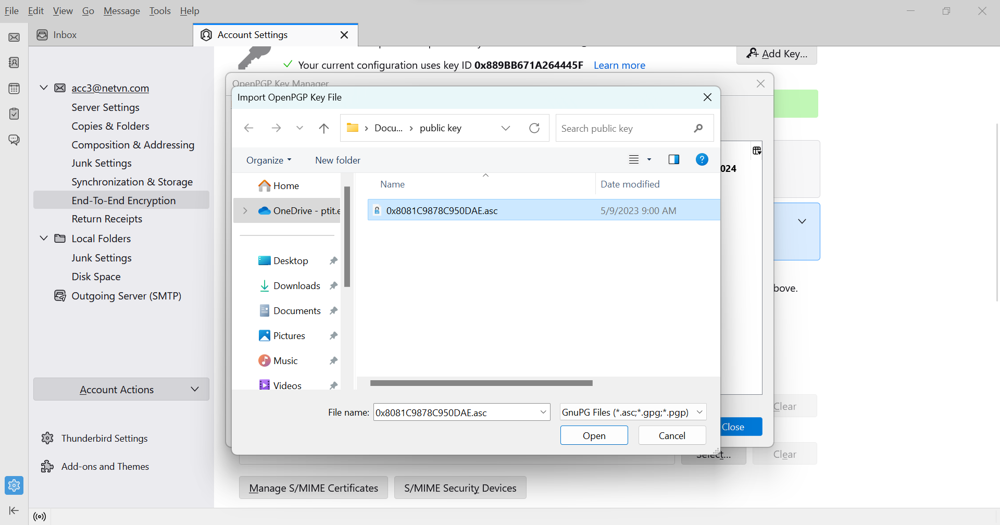 File Edit View Go Message Tools Help
Inbox
Account Settings
Add Key...
Your current configuration uses key ID 0x889BB671A264445F Learn more
OpenPGP Key Manager
acc3@netvn.com
Server Settings
Copies & Folders
Composition & Addressing
Junk Settings
Synchronization & Storage
End-To-End Encryption
Return Receipts
Local Folders
Junk Settings
Disk Space
Outgoing Server (SMTP)
Account Actions
Thunderbird Settings
Add-ons and Themes
Import OpenPGP Key File
Docu... public key
Search public key
Organize New folder
Home
OneDrive - ptit.e
Desktop
Downloads
Documents
Pictures
Music
Videos
Name Date modified
0x8081C9878C950DAE.asc 5/9/2023 9:00 AM
File name: 0x8081C9878C950DAE.asc GnuPG Files (*.asc;*.gpg;*.pgp)
Open Cancel
024
bove.
Clear
Close
Select... Clear
Manage S/MIME Certificates S/MIME Security Devices